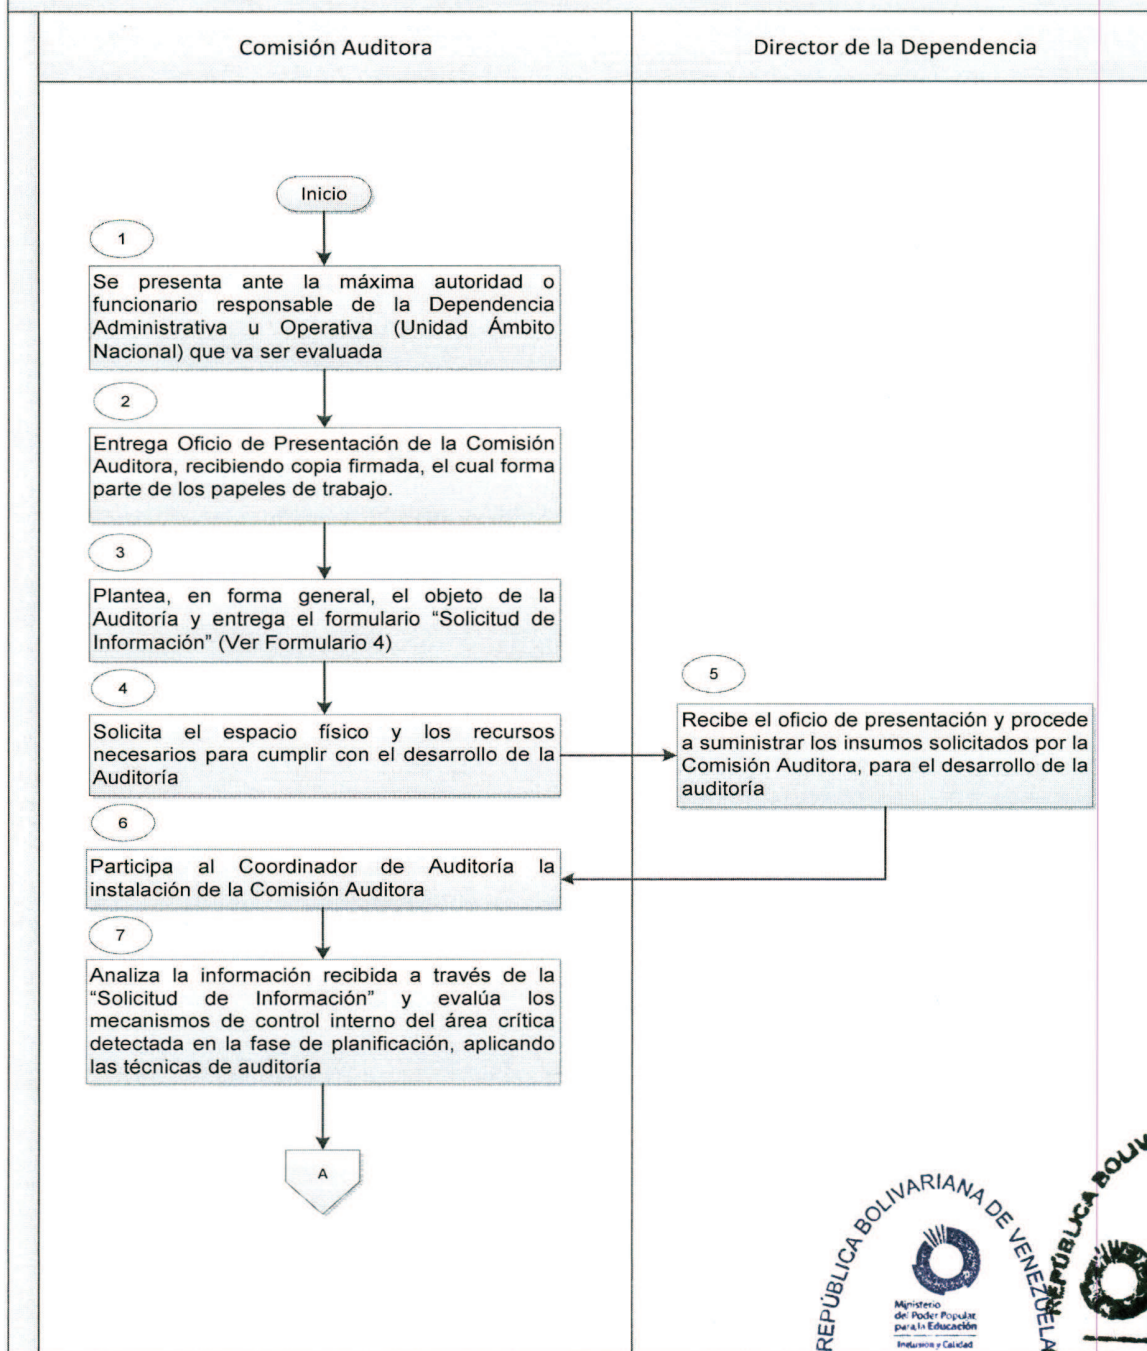 Comisión Auditora
Director de la Dependencia
Inicio
1
Se presenta ante la máxima autoridad o
funcionario responsable de la Dependencia
Administrativa u Operativa (Unidad Ámbito
Nacional) que va ser evaluada
2
Entrega Oficio de Presentación de la Comisión
Auditora, recibiendo copia firmada, el cual forma
parte de los papeles de trabajo.
3
Plantea, en forma general, el objeto de la
Auditoría y entrega el formulario “Solicitud de
Información” (Ver Formulario 4)
4
Solicita el espacio físico y los recursos
necesarios para cumplir con el desarrollo de la
Auditoría
5
Recibe el oficio de presentación y procede
a suministrar los insumos solicitados por la
Comisión Auditora, para el desarrollo de la
auditoría
6
Participa al Coordinador de Auditoría la
instalación de la Comisión Auditora
7
Analiza la información recibida a través de la
“Solicitud de Información” y evalúa los
mecanismos de control interno del área crítica
detectada en la fase de planificación, aplicando
las técnicas de auditoría
A
REPÚBLICA BOLIVARIANA DE VENEZUELA
Ministerio
del Poder Popular
para la Educación
Inclusión y Calidad
REPÚBLICA BOLIV